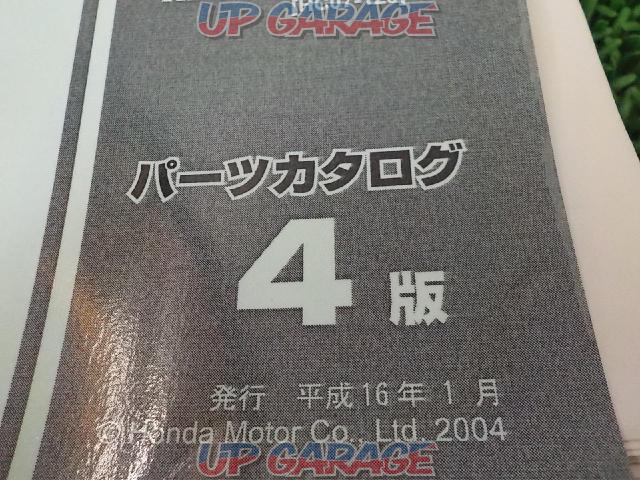 UP GARAGE
パーツカタログ
4版
発行 平成16年1月
© Honda Motor Co., Ltd. 2004
UP GARAGE